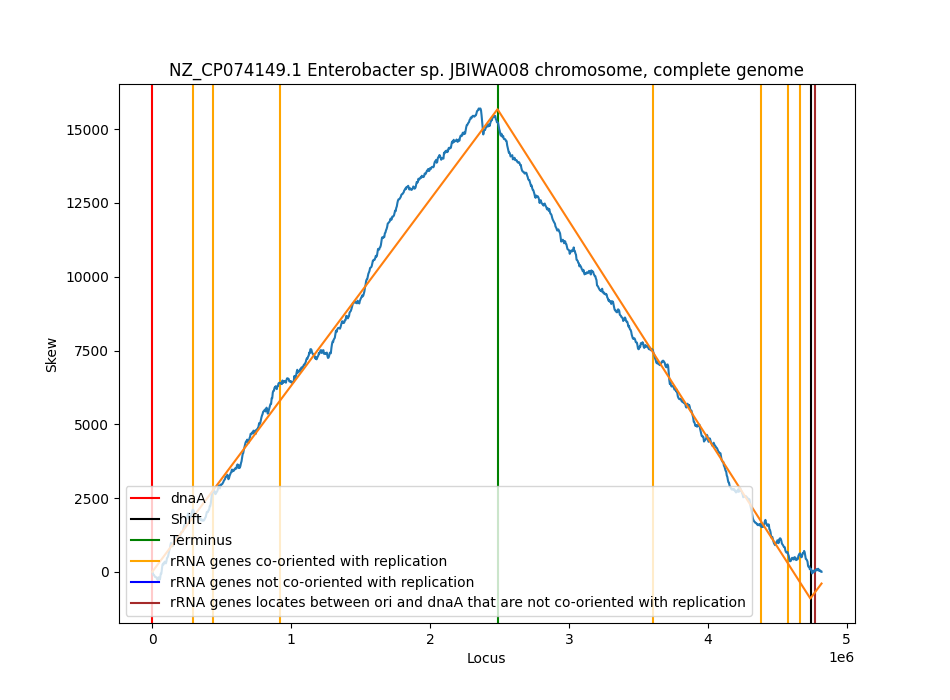 NZ_CP074149.1 Enterobacter sp. JBIWA008 chromosome, complete genome
Skew
15000
12500
10000
7500
5000
2500
0
dnaA
Shift
Terminus
rRNA genes co-oriented with replication
rRNA genes not co-oriented with replication
rRNA genes locates between ori and dnaA that are not co-oriented with replication
0 1 2 3 4 5
1e6
Locus